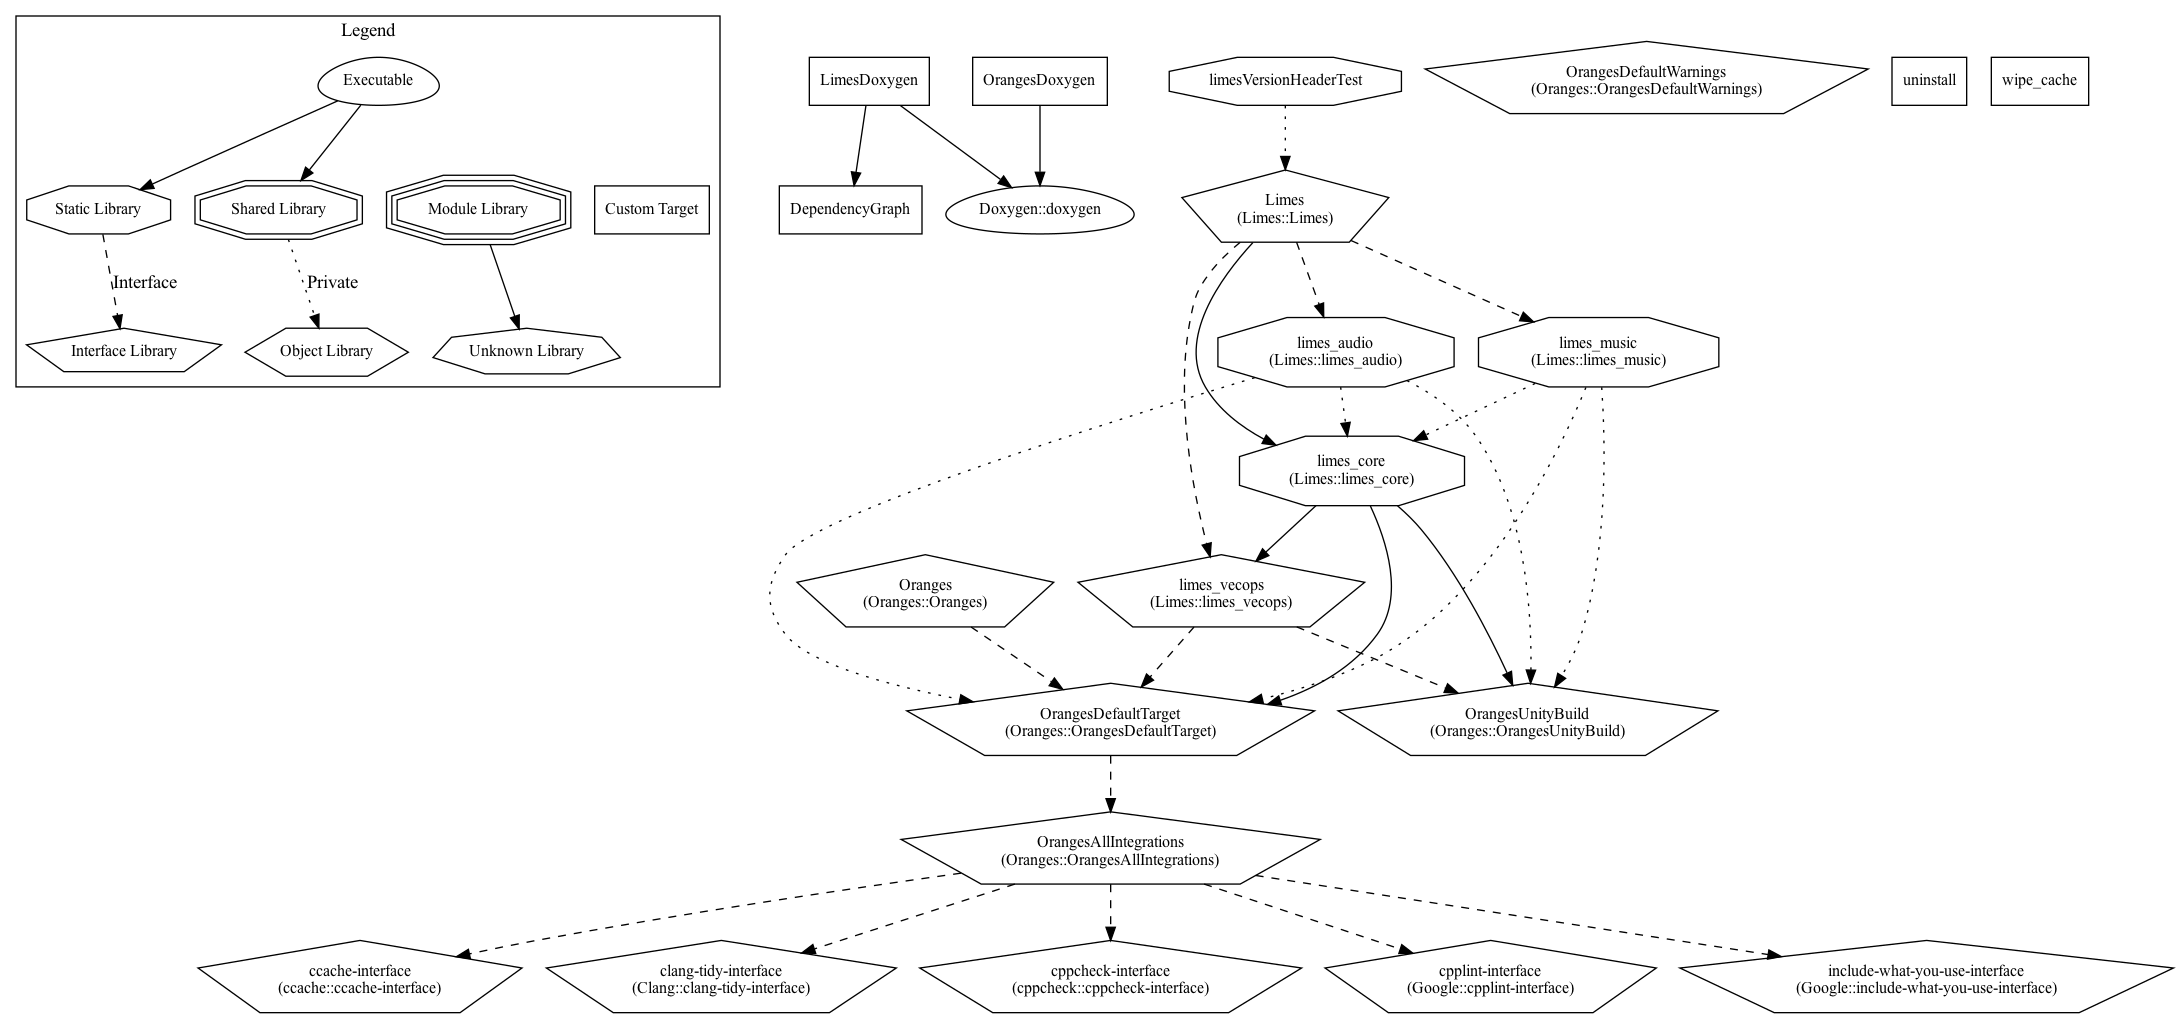 Legend
Executable
Static Library
Shared Library
Module Library
Custom Target
Interface
Private
Interface Library
Object Library
Unknown Library
LimesDoxygen
OrangesDoxygen
limesVersionHeaderTest
OrangesDefaultWarnings
(Oranges::OrangesDefaultWarnings)
uninstall
wipe_cache
DependencyGraph
Doxygen::doxygen
Limes
(Limes::Limes)
limes_audio
(Limes::limes_audio)
limes_music
(Limes::limes_music)
limes_core
(Limes::limes_core)
Oranges
(Oranges::Oranges)
limes_vecops
(Limes::limes_vecops)
OrangesDefaultTarget
(Oranges::OrangesDefaultTarget)
OrangesUnityBuild
(Oranges::OrangesUnityBuild)
OrangesAllIntegrations
(Oranges::OrangesAllIntegrations)
ccache-interface
(ccache::ccache-interface)
clang-tidy-interface
(Clang::clang-tidy-interface)
cppcheck-interface
(cppcheck::cppcheck-interface)
cpplint-interface
(Google::cpplint-interface)
include-what-you-use-interface
(Google::include-what-you-use-interface)